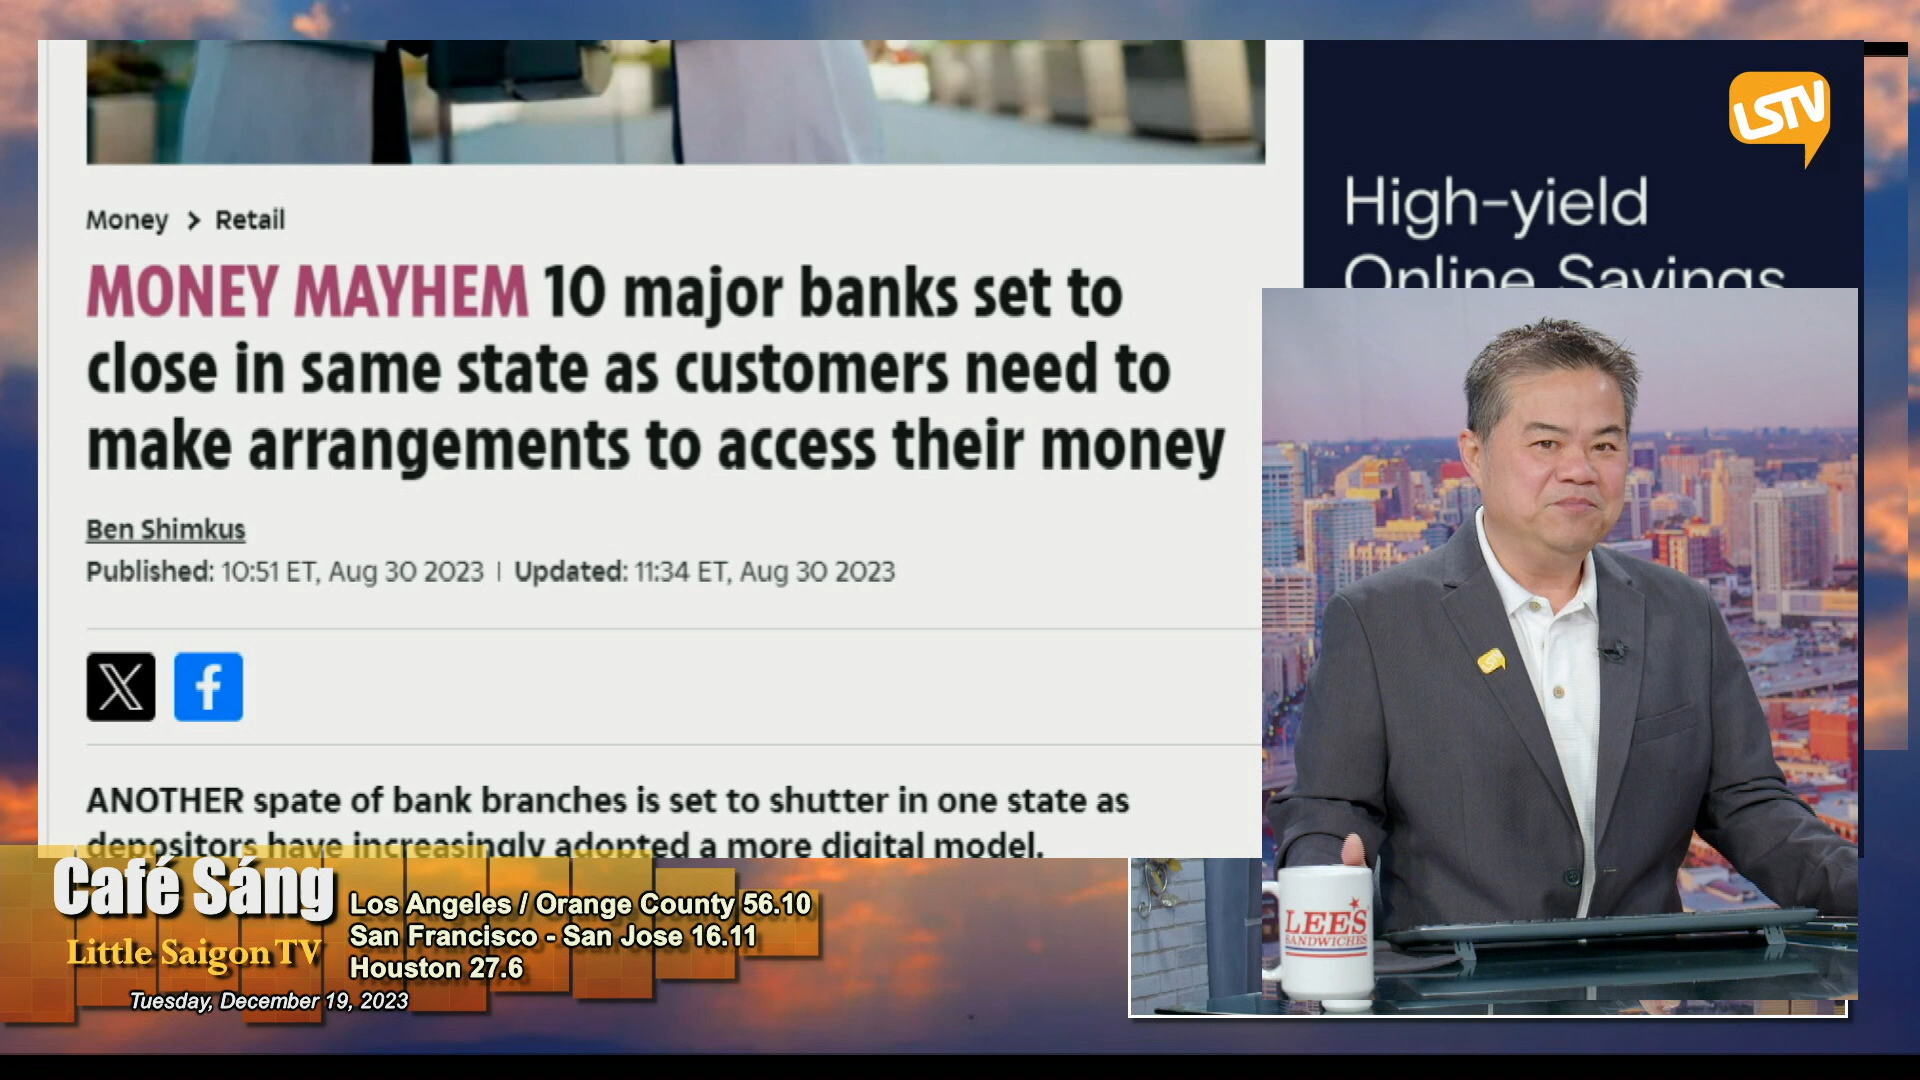 LSTV
Money > Retail
MONEY MAYHEM 10 major banks set to
close in same state as customers need to
make arrangements to access their money
Ben Shimkus
Published: 10:51 ET, Aug 30 2023 | Updated: 11:34 ET, Aug 30 2023
X f
ANOTHER spate of bank branches is set to shutter in one state as
depositors have increasingly adopted a more digital model.
High-yield
Online Savings
LSTV
LEE'S
SANDWICHES
Café Sáng
Little Saigon TV
Los Angeles / Orange County 56.10
San Francisco - San Jose 16.11
Houston 27.6
Tuesday, December 19, 2023